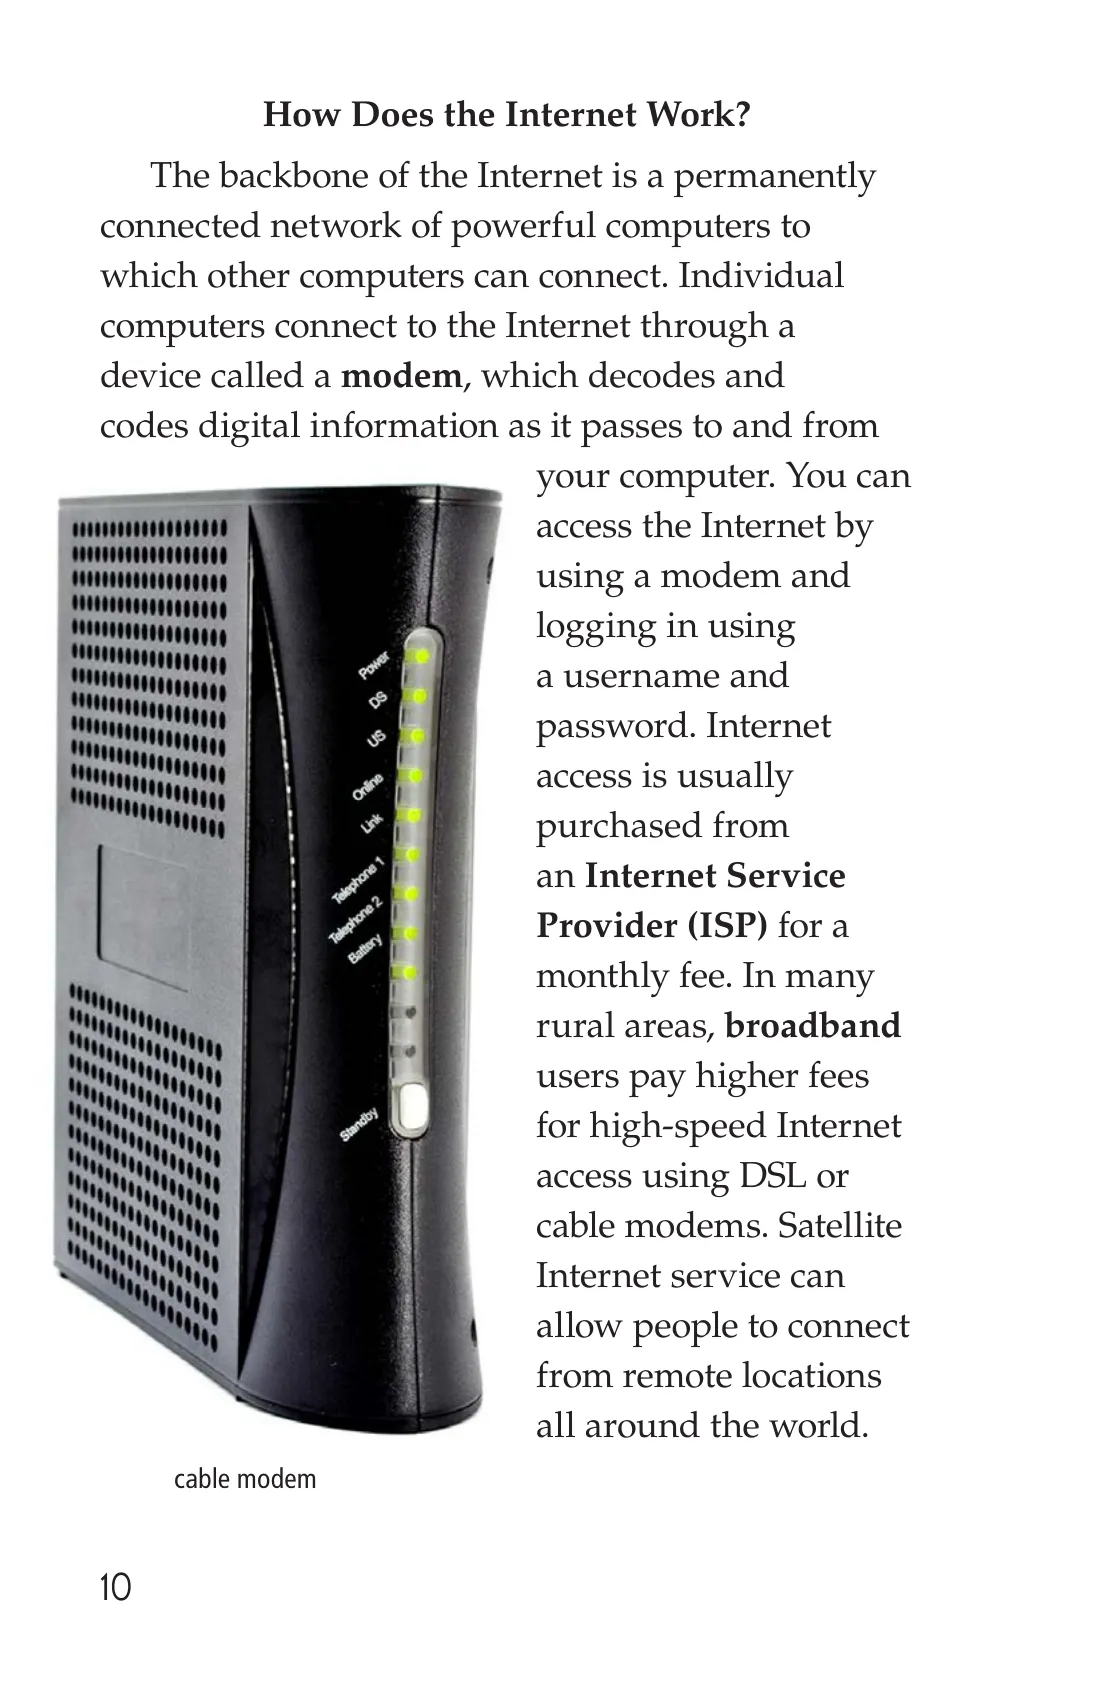 How Does the Internet Work?
The backbone of the Internet is a permanently
connected network of powerful computers to
which other computers can connect. Individual
computers connect to the Internet through a
device called a modem, which decodes and
codes digital information as it passes to and from
your computer. You can
access the Internet by
using a modem and
logging in using
a username and
password. Internet
access is usually
purchased from
an Internet Service
Provider (ISP) for a
monthly fee. In many
rural areas, broadband
users pay higher fees
for high-speed Internet
access using DSL or
cable modems. Satellite
Internet service can
allow people to connect
from remote locations
all around the world.
Power
DS
US
Online
Link
Telephone 1
Telephone 2
Battery
Standby
cable modem
10